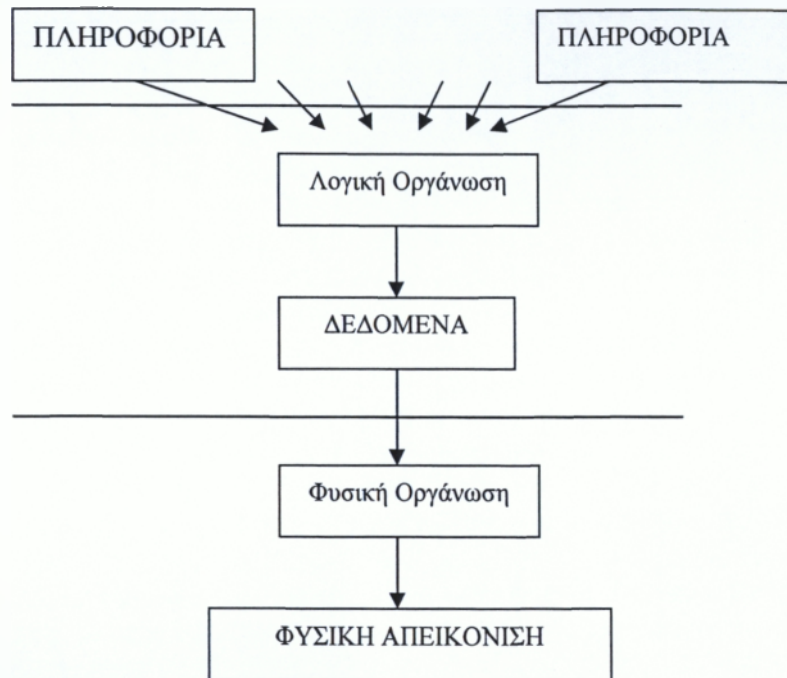 ΠΛΗΡΟΦΟΡΙΑ
ΠΛΗΡΟΦΟΡΙΑ
Λογική Οργάνωση
ΔΕΔΟΜΕΝΑ
Φυσική Οργάνωση
ΦΥΣΙΚΗ ΑΠΕΙΚΟΝΙΣΗ